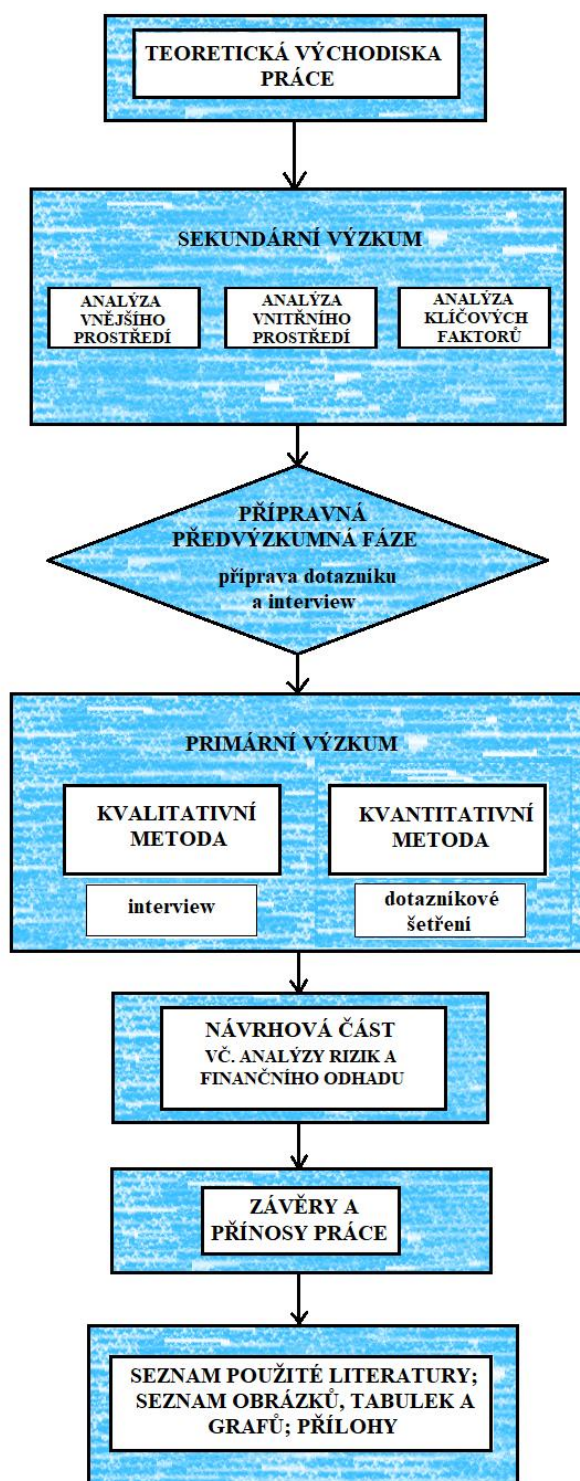 TEORETICKÁ VÝCHODISKA
PRÁCE
SEKUNDÁRNÍ VÝZKUM
ANALÝZA
VNĚJŠÍHO
PROSTŘEDÍ
ANALÝZA
VNITŘNÍHO
PROSTŘEDÍ
ANALÝZA
KLÍČOVÝCH
FAKTORŮ
PŘÍPRAVNÁ
PŘEDVÝZKUMNÁ FÁZE
příprava dotazníku
a interview
PRIMÁRNÍ VÝZKUM
KVALITATIVNÍ
METODA
interview
KVANTITATIVNÍ
METODA
dotazníkové
šetření
NÁVRHOVÁ ČÁST
VČ. ANALÝZY RIZIK A
FINANČNÍHO ODHADU
ZÁVĚRY A
PŘÍNOSY PRÁCE
SEZNAM POUŽITÉ LITERATURY;
SEZNAM OBRÁZKŮ, TABULEK A
GRAFŮ; PŘÍLOHY